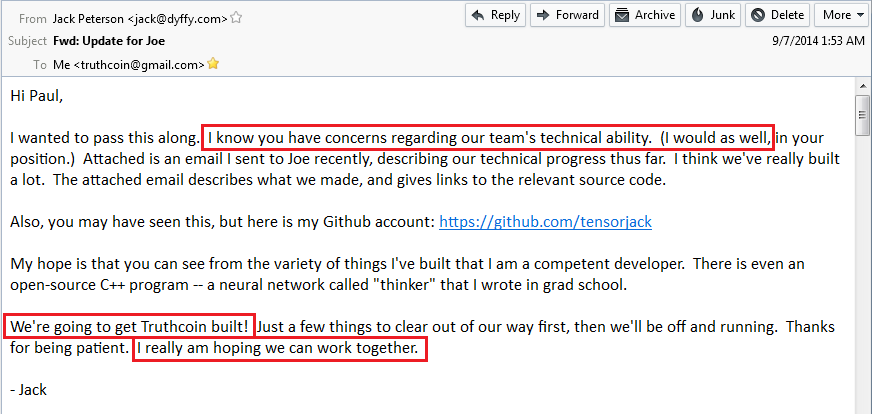 From Jack Peterson <jack@dyffy.com>
Reply Forward Archive Junk Delete More
Subject Fwd: Update for Joe
9/7/2014 1:53 AM
To Me <truthcoin@gmail.com>
Hi Paul,
I wanted to pass this along. I know you have concerns regarding our team's technical ability. (I would as well, in your
position.) Attached is an email I sent to Joe recently, describing our technical progress thus far. I think we've really built
a lot. The attached email describes what we made, and gives links to the relevant source code.
Also, you may have seen this, but here is my Github account: https://github.com/tensorjack
My hope is that you can see from the variety of things I've built that I am a competent developer. There is even an
open-source C++ program -- a neural network called "thinker" that I wrote in grad school.
We're going to get Truthcoin built! Just a few things to clear out of our way first, then we'll be off and running. Thanks
for being patient. I really am hoping we can work together.
- Jack